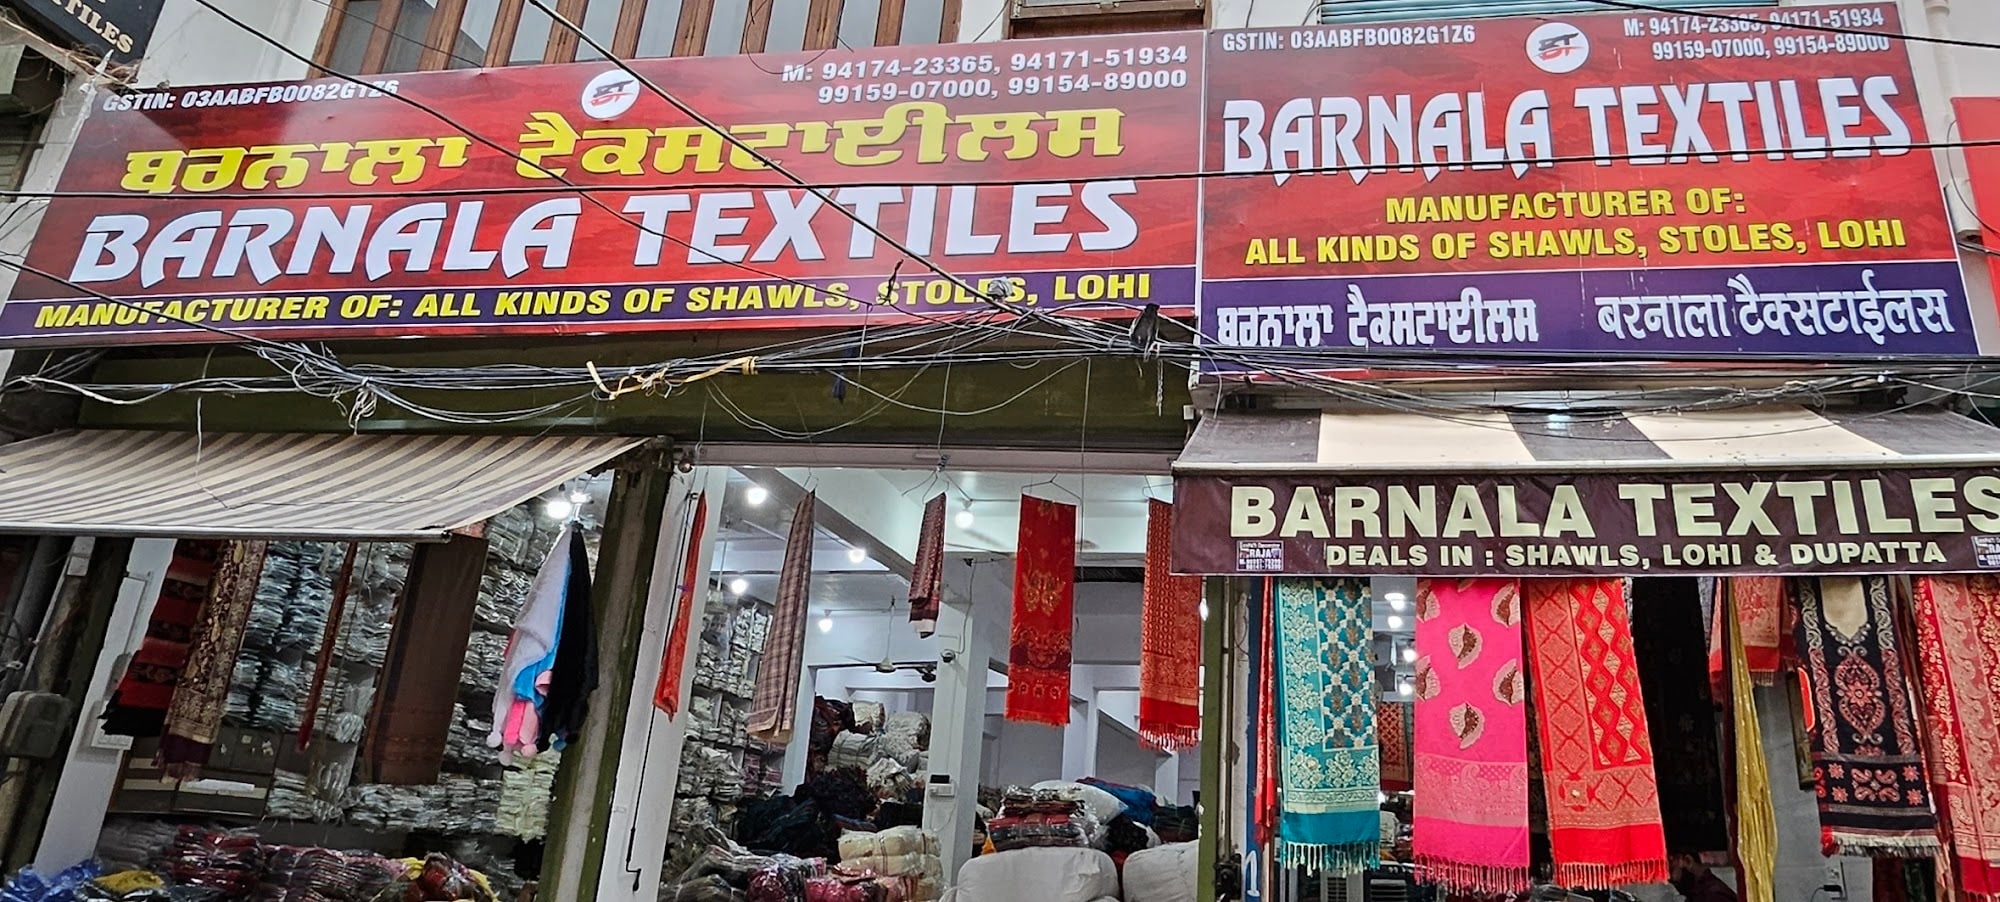 TILES
GSTIN: 03AABFB0082G1Z6
BT
M: 94174-23365, 94171-51934
99159-07000, 99154-89000
ਬਰਨਾਲਾ ਟੈਕਸਟਾਈਲਸ
BARNALA TEXTILES
MANUFACTURER OF: ALL KINDS OF SHAWLS, STOLES, LOHI
GSTIN: 03AABFB0082G1Z6
BT
M: 94174-23365, 94171-51934
99159-07000, 99154-89000
BARNALA TEXTILES
MANUFACTURER OF:
ALL KINDS OF SHAWLS, STOLES, LOHI
ਬਰਨਾਲਾ ਟੈਕਸਟਾਈਲਸ बरनाला टैक्सटाईलस
BARNALA TEXTILES
DEALS IN : SHAWLS, LOHI & DUPATTA
RAJA